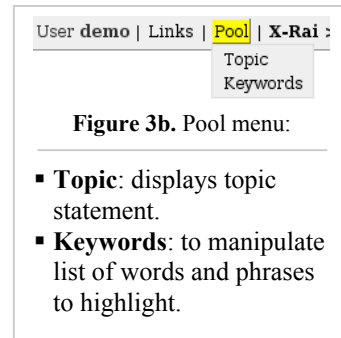 User demo | Links | Pool | X-Rai >
Topic
Keywords
Figure 3b. Pool menu:
▪ Topic: displays topic
statement.
▪ Keywords: to manipulate
list of words and phrases
to highlight.